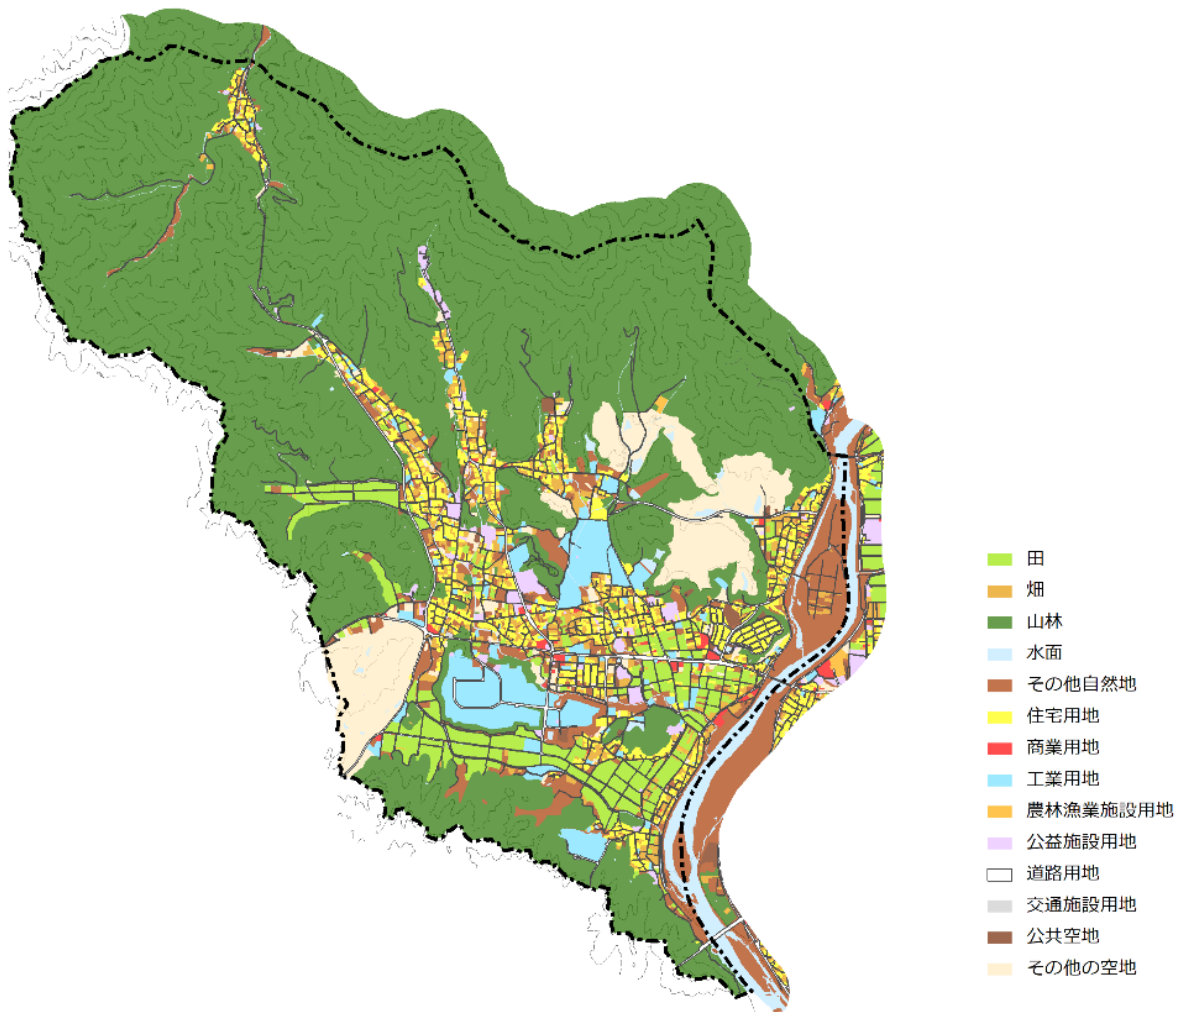 田
畑
山林
水面
その他自然地
住宅用地
商業用地
工業用地
農林漁業施設用地
公益施設用地
道路用地
交通施設用地
公共空地
その他の空地